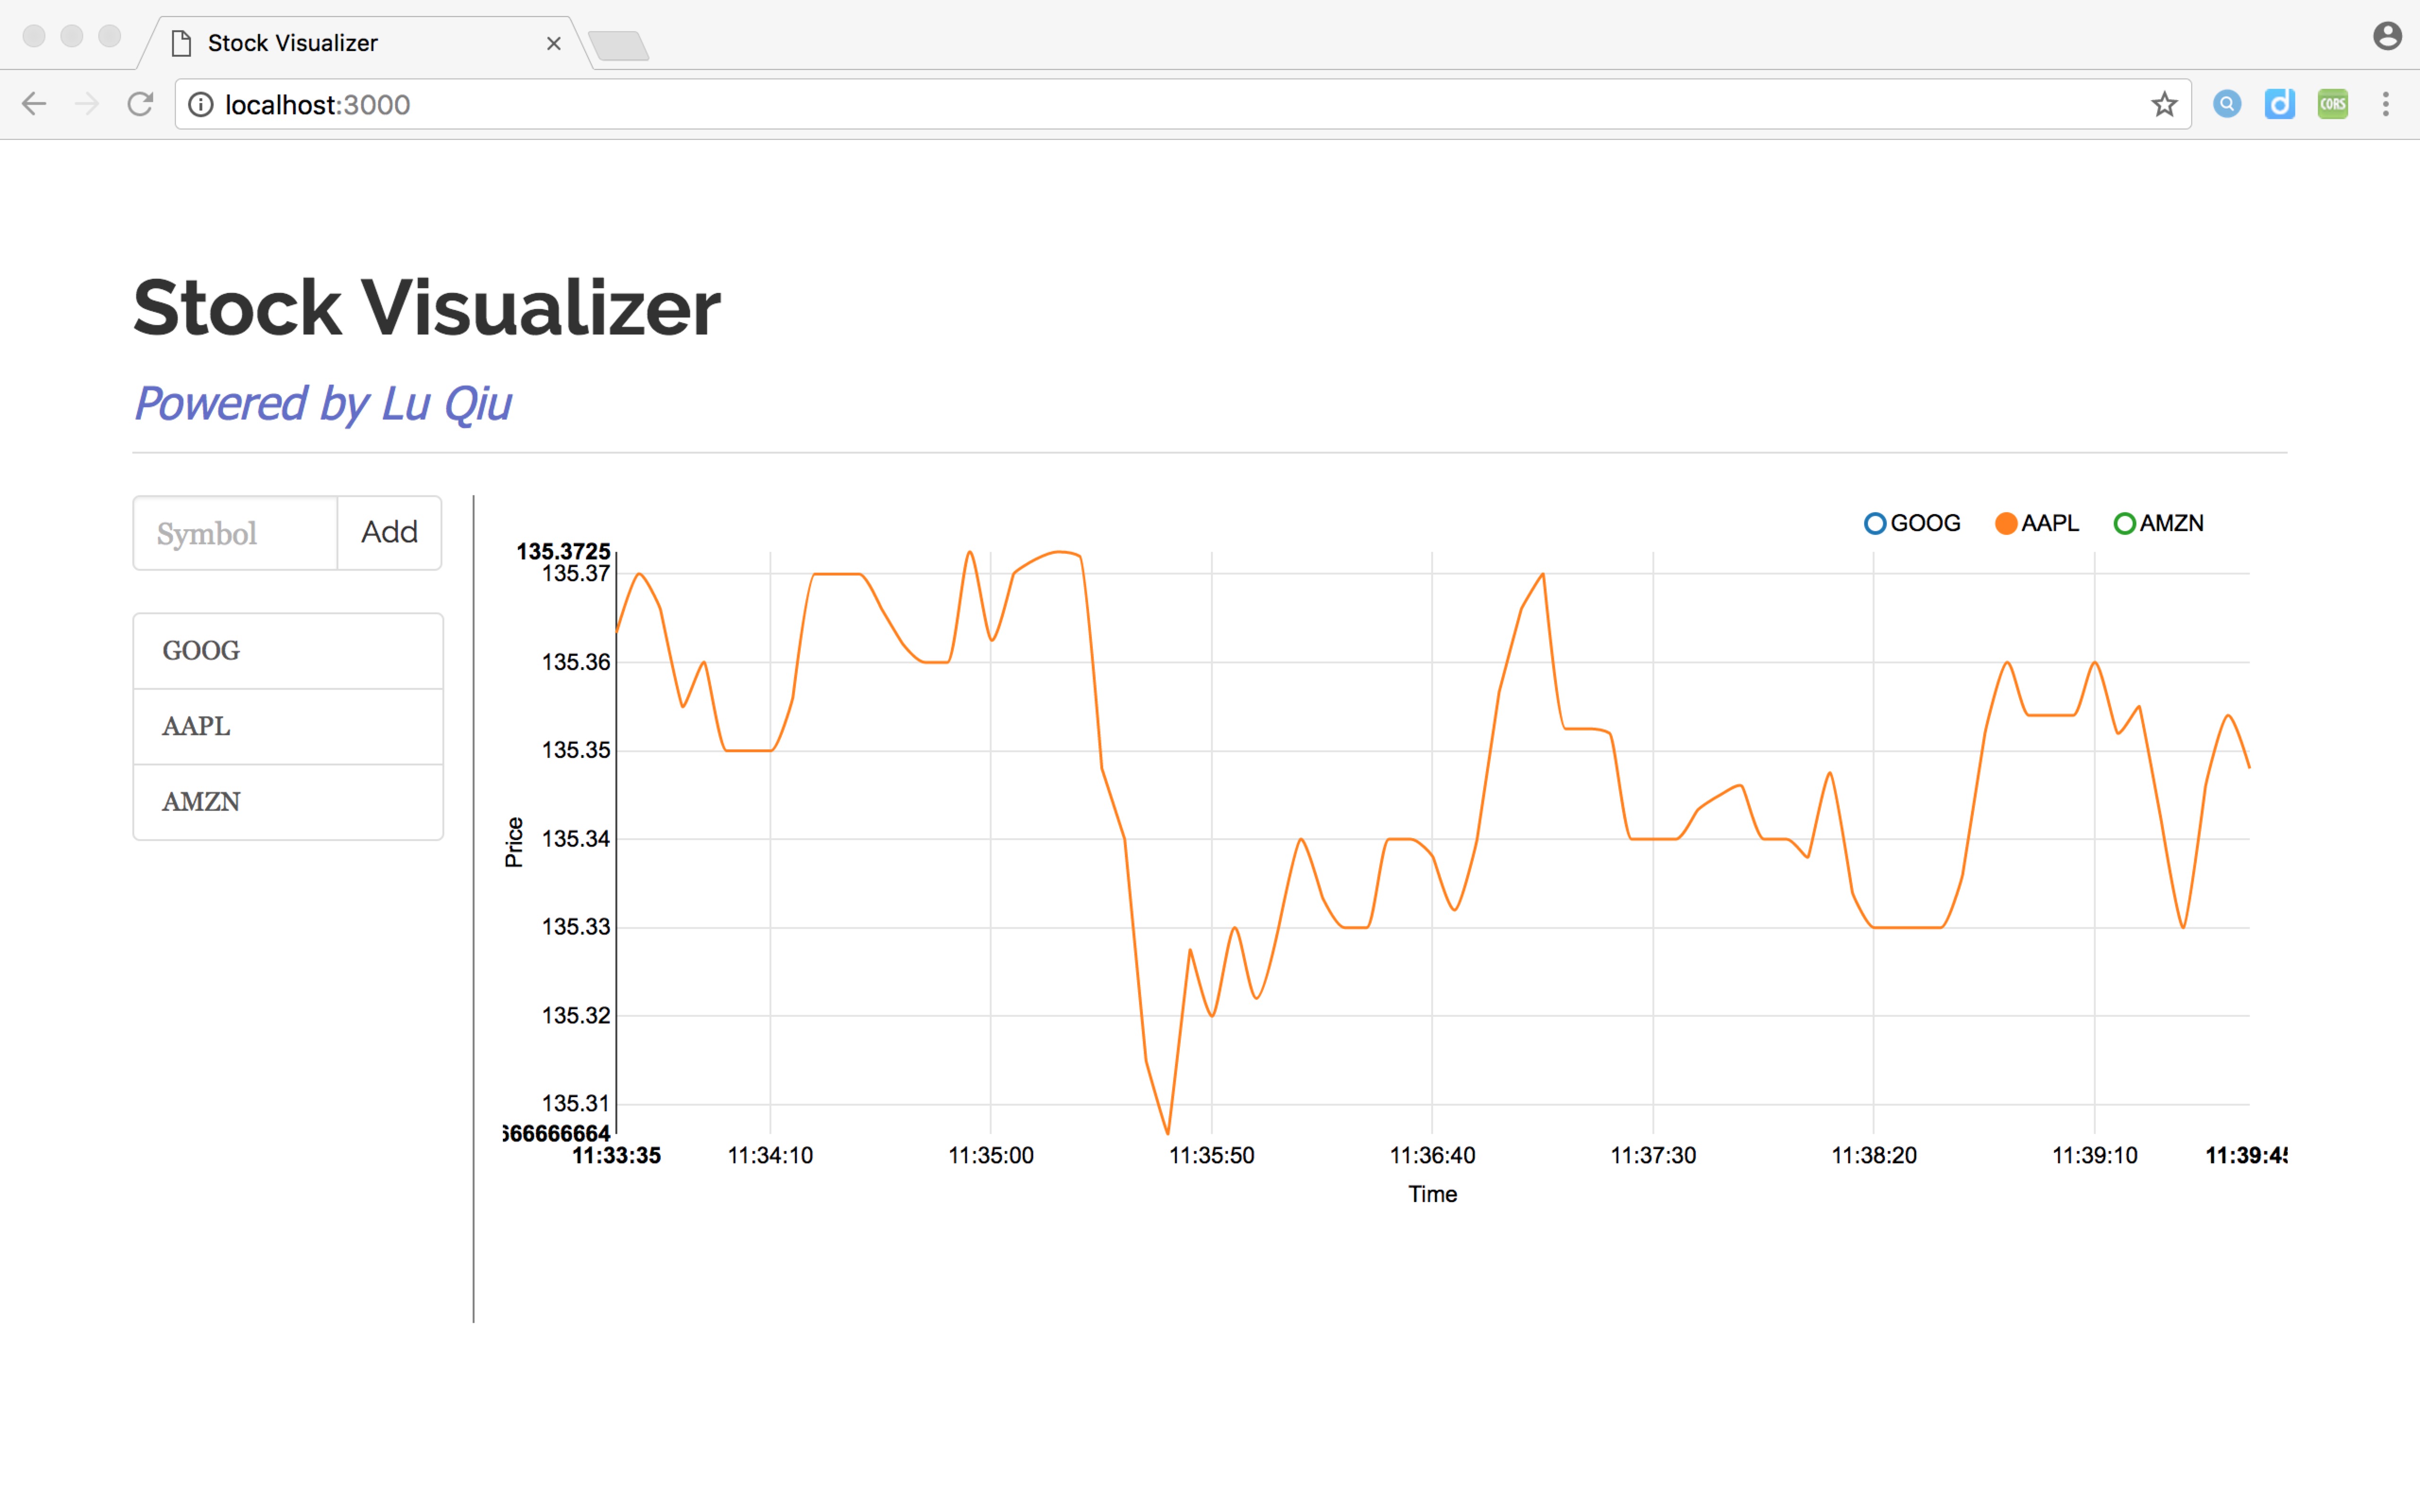 Stock Visualizer
localhost:3000
CORS
Stock Visualizer
Powered by Lu Qiu
Symbol
Add
GOOG
AAPL
AMZN
GOOG
AAPL
AMZN
135.3725
135.37
135.36
135.35
135.34
135.33
135.32
135.31
666666664
Price
11:33:35
11:34:10
11:35:00
11:35:50
11:36:40
11:37:30
11:38:20
11:39:10
11:39:45
Time